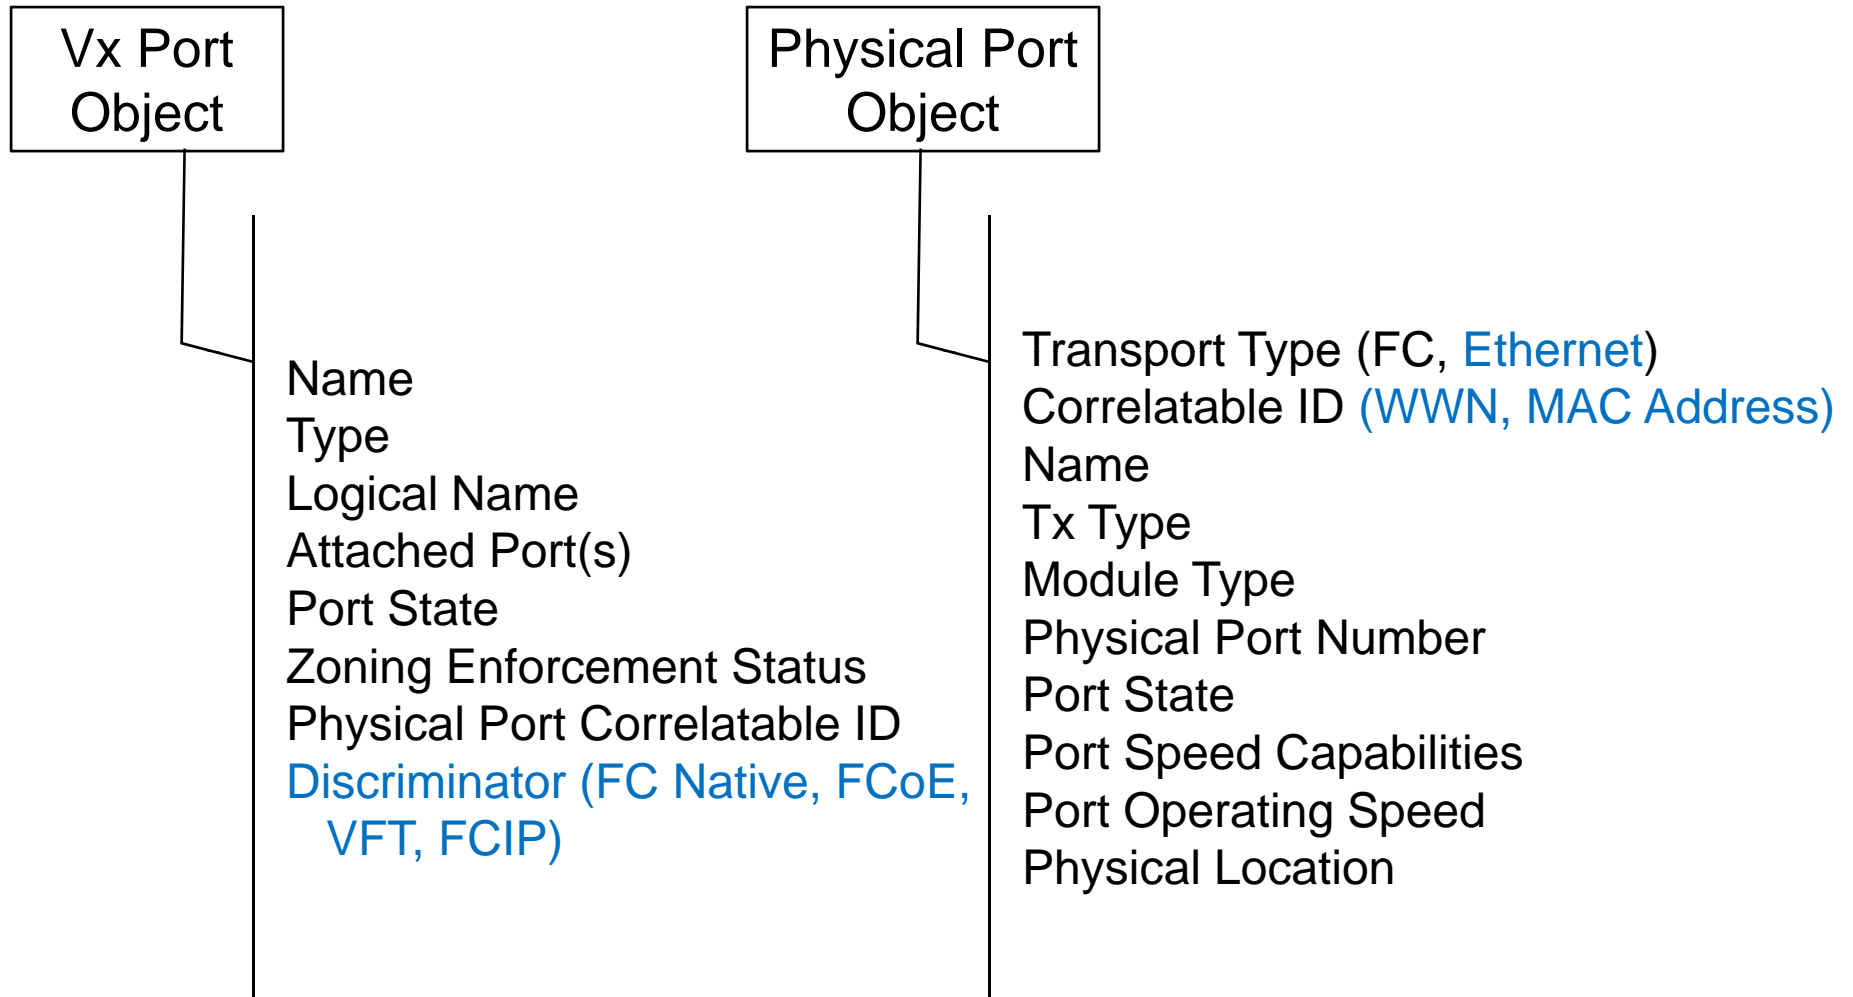 Vx Port
Object
Physical Port
Object
Name
Type
Logical Name
Attached Port(s)
Port State
Zoning Enforcement Status
Physical Port Correlatable ID
Discriminator (FC Native, FCoE,
VFT, FCIP)
Transport Type (FC, Ethernet)
Correlatable ID (WWN, MAC Address)
Name
Tx Type
Module Type
Physical Port Number
Port State
Port Speed Capabilities
Port Operating Speed
Physical Location